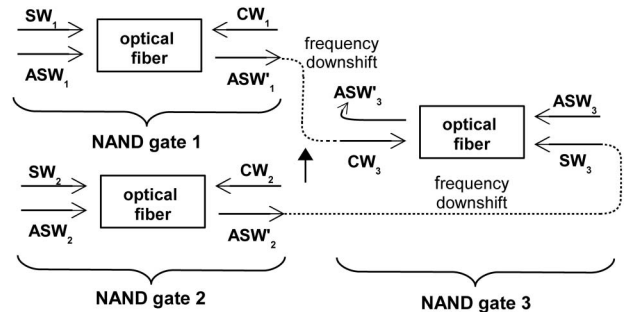 SW₁
CW₁
optical
fiber
ASW₁
ASW'₁
frequency
downshift
NAND gate 1
ASW'₃
ASW₃
optical
fiber
CW₃
SW₃
SW₂
CW₂
optical
fiber
ASW₂
ASW'₂
frequency
downshift
NAND gate 2
NAND gate 3